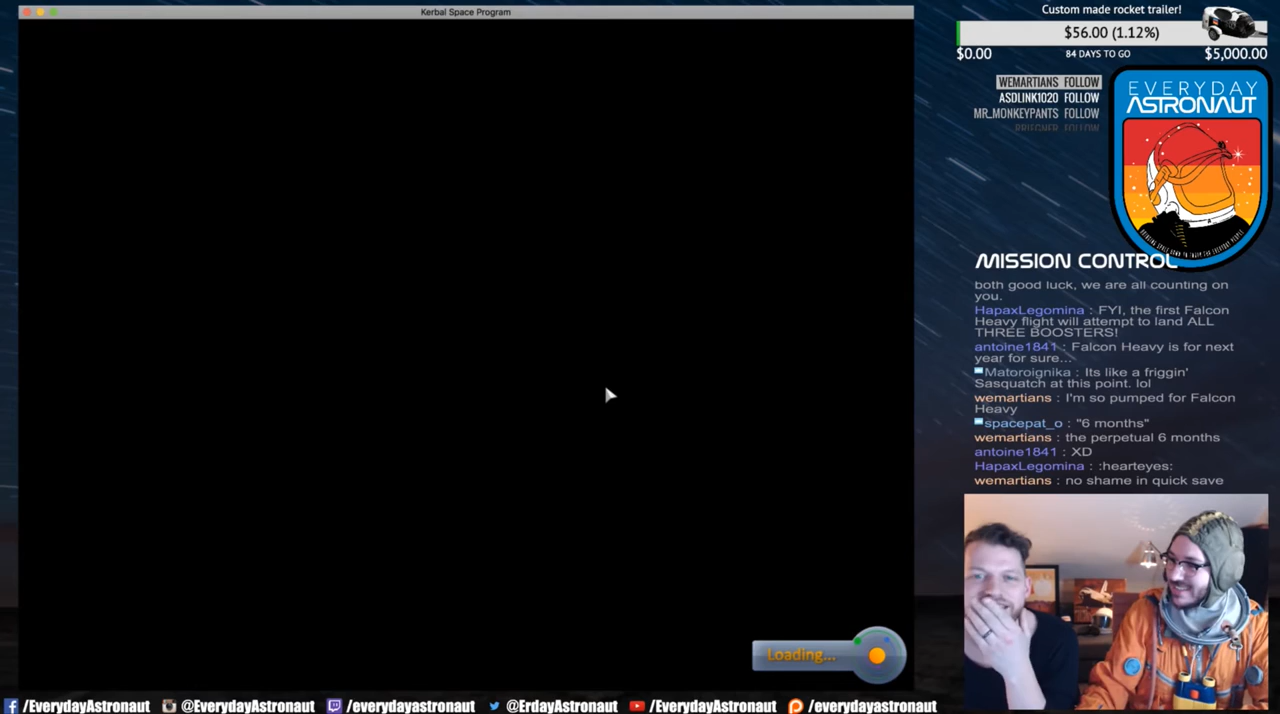 Kerbal Space Program
Custom made rocket trailer!
$56.00 (1.12%)
$0.00
84 DAYS TO GO
$5,000.00
WEMARTIANS FOLLOW
ASDLINK1020 FOLLOW
MR_MONKEYPANTS FOLLOW
EVERYDAY
ASTRONAUT
MISSION CONTROL
both good luck, we are all counting on
you.
HapaxLegomina : FYI, the first Falcon
Heavy flight will attempt to land ALL
THREE BOOSTERS!
antoine1841 : Falcon Heavy is for next
year for sure...
Matoroignika : Its like a friggin'
Sasquatch at this point. lol
wemartians : I'm so pumped for Falcon
Heavy
spacepat_o : "6 months"
wemartians : the perpetual 6 months
antoine1841 : XD
HapaxLegomina : :hearteyes:
wemartians : no shame in quick save
Loading...
/EverydayAstronaut @EverydayAstronaut /everydayastronaut @ErdayAstronaut /EverydayAstronaut /everydayastronaut